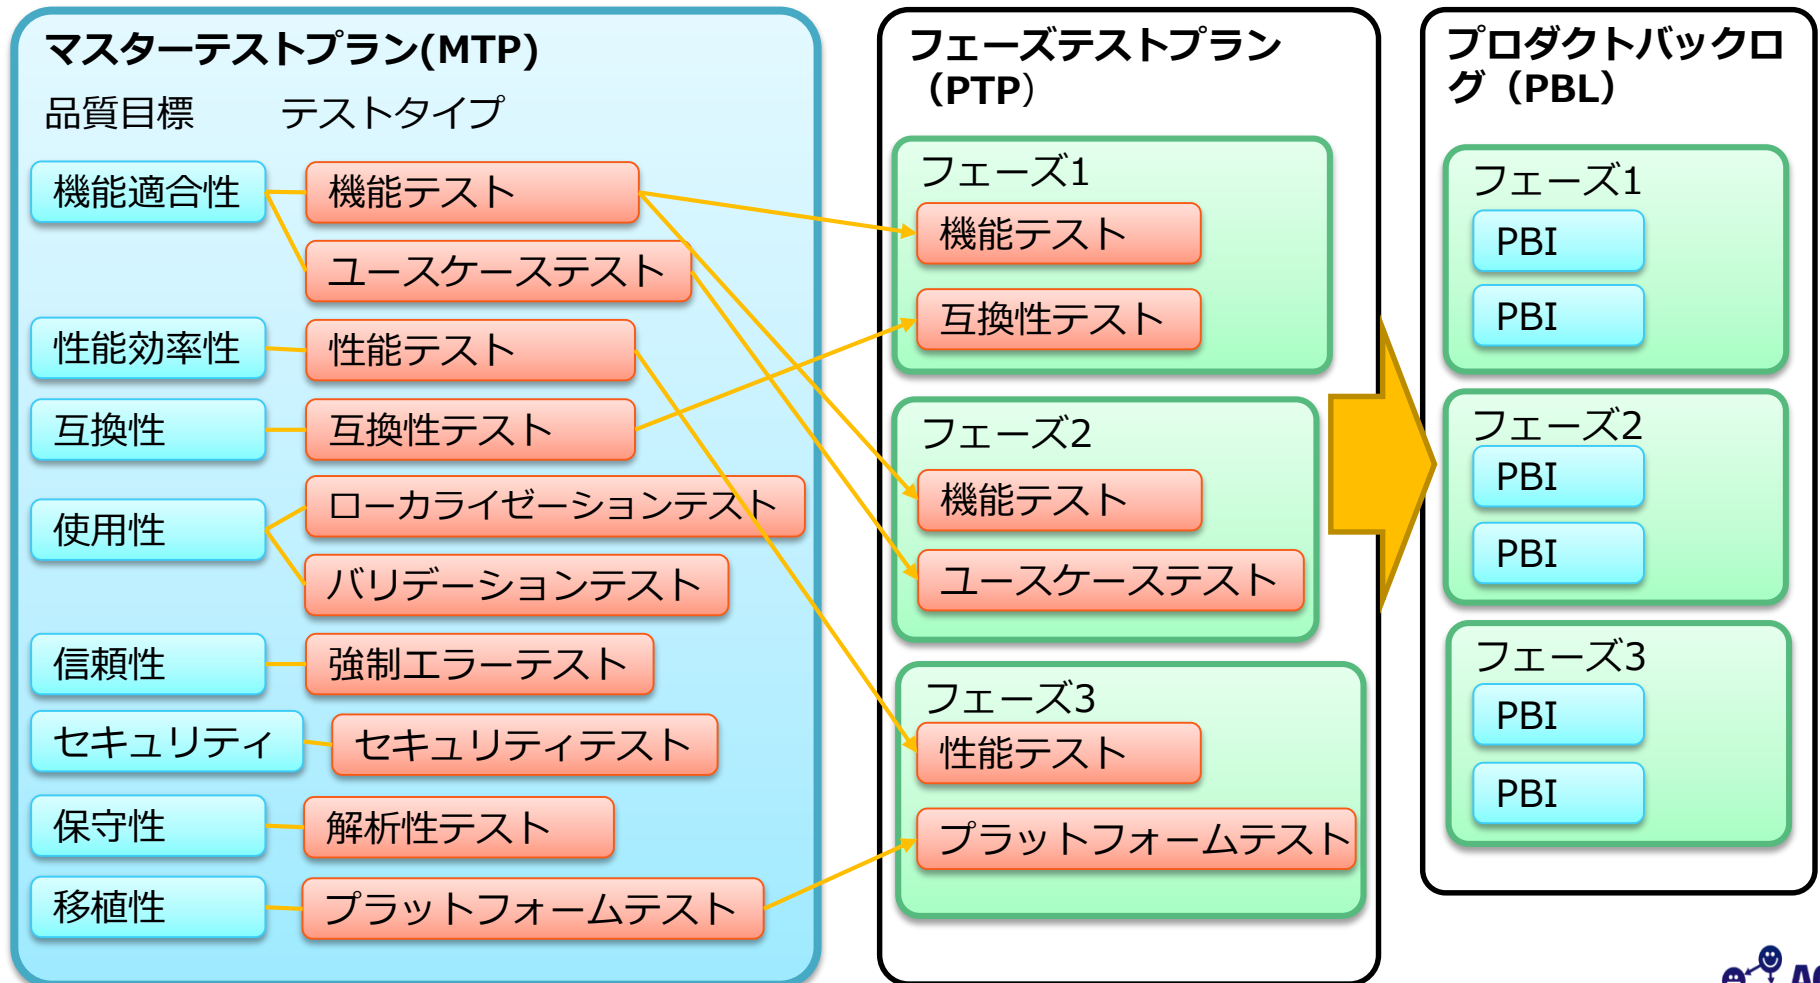 マスターテストプラン(MTP)
品質目標 テストタイプ
機能適合性
機能テスト
ユースケーステスト
性能効率性
性能テスト
互換性
互換性テスト
使用性
ローカライゼーションテスト
バリデーションテスト
信頼性
強制エラーテスト
セキュリティ
セキュリティテスト
保守性
解析性テスト
移植性
プラットフォームテスト
フェーズテストプラン
（PTP）
フェーズ1
機能テスト
互換性テスト
フェーズ2
機能テスト
ユースケーステスト
フェーズ3
性能テスト
プラットフォームテスト
プロダクトバックロ
グ（PBL）
フェーズ1
PBI
PBI
フェーズ2
PBI
PBI
フェーズ3
PBI
PBI